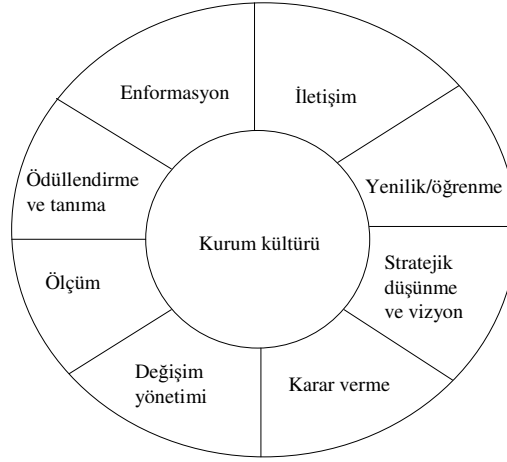 Enformasyon
İletişim
Ödüllendirme
ve tanıma
Yenilik/öğrenme
Kurum kültürü
Ölçüm
Stratejik
düşünme
ve vizyon
Değişim
yönetimi
Karar verme